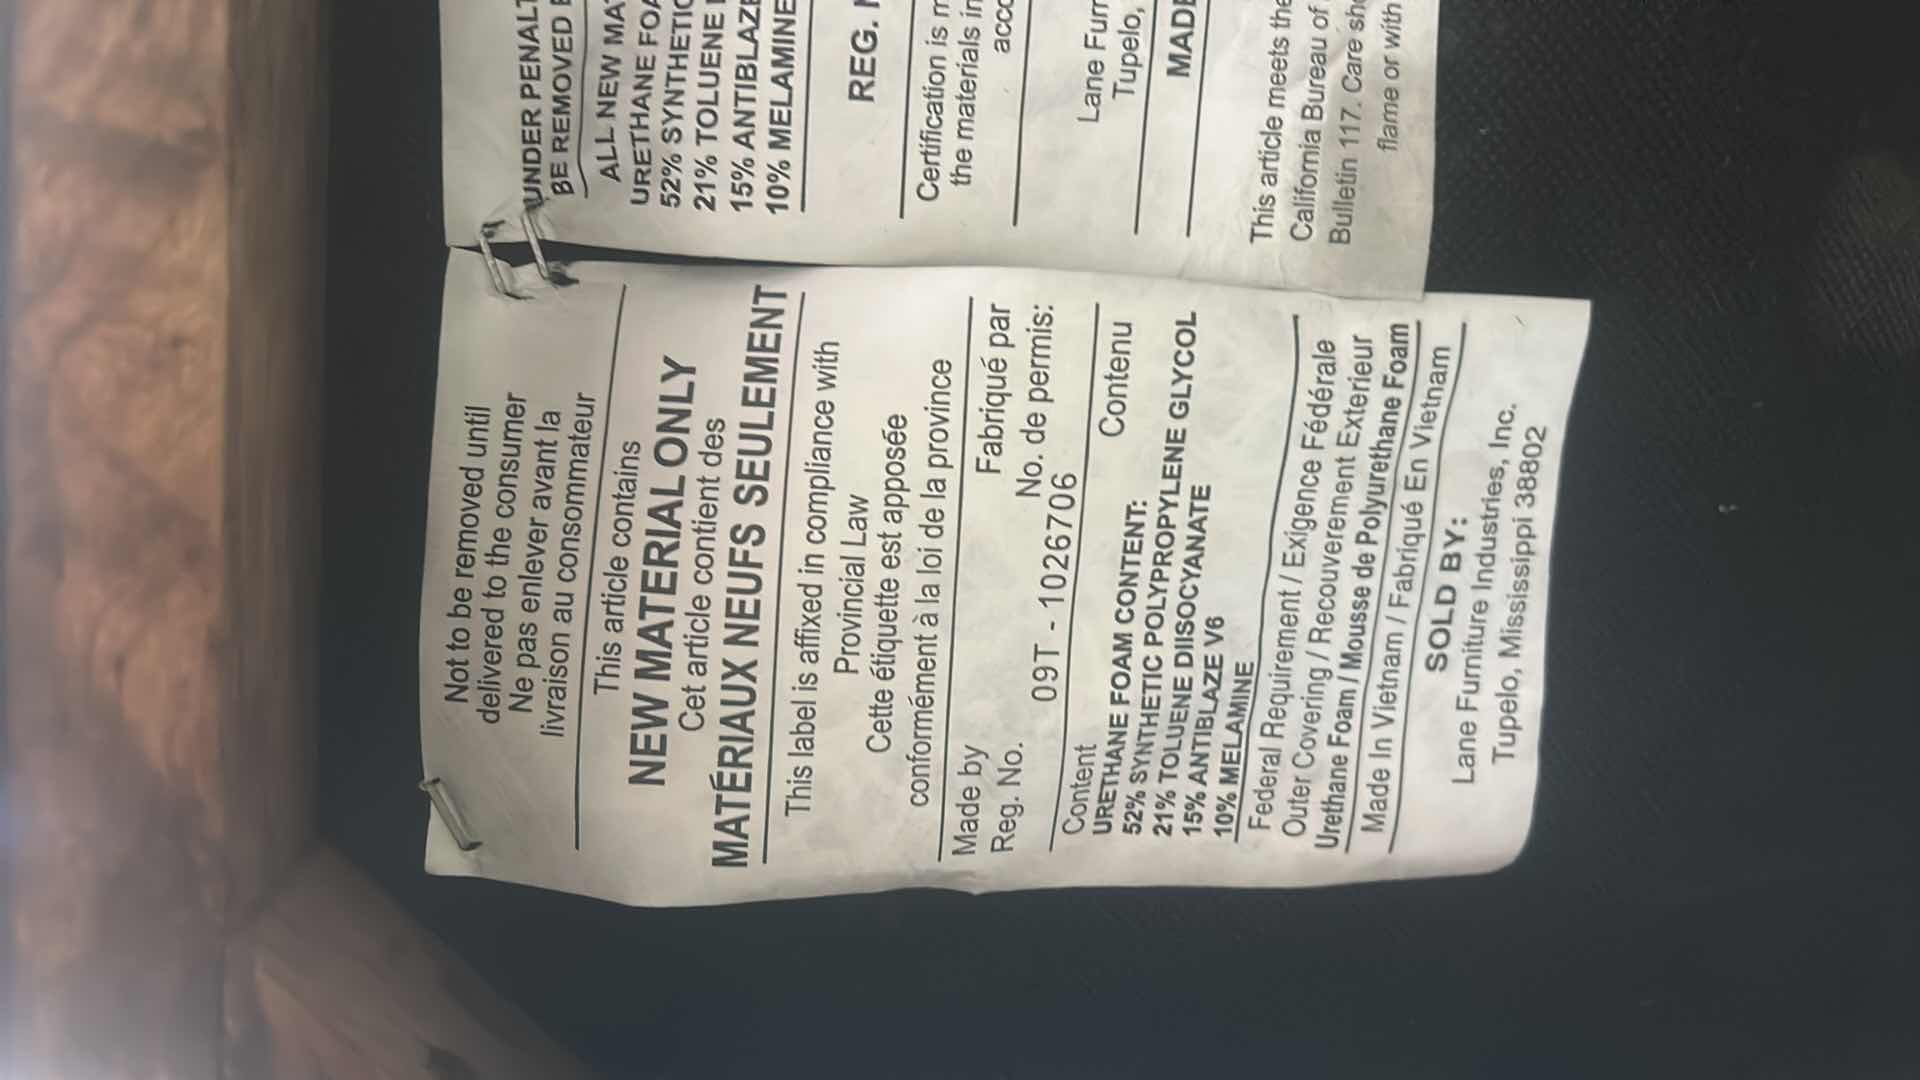 Not to be removed until
delivered to the consumer
Ne pas enlever avant la
livraison au consommateur
This article contains
NEW MATERIAL ONLY
Cet article contient des
MATÉRIAUX NEUFS SEULEMENT
This label is affixed in compliance with
Provincial Law
Cette étiquette est apposée
conformément à la loi de la province
Made by Fabriqué par
Reg. No. No. de permis:
09T - 1026706
Content Contenu
URETHANE FOAM CONTENT:
52% SYNTHETIC POLYPROPYLENE GLYCOL
21% TOLUENE DIISOCYANATE
15% ANTIBLAZE V6
10% MELAMINE
Federal Requirement / Exigence Fédérale
Outer Covering / Recouverement Exterieur
Urethane Foam / Mousse de Polyurethane Foam
Made In Vietnam / Fabriqué En Vietnam
SOLD BY:
Lane Furniture Industries, Inc.
Tupelo, Mississippi 38802
UNDER PENALT
BE REMOVED
ALL NEW MA
URETHANE FOA
52% SYNTHETIC
21% TOLUENE
15% ANTIBLAZE
10% MELAMINE
REG.
Certification is
the materials in
acco
Lane Fur
Tupelo,
MADE
This article meets the
California Bureau of
Bulletin 117. Care sho
flame or with